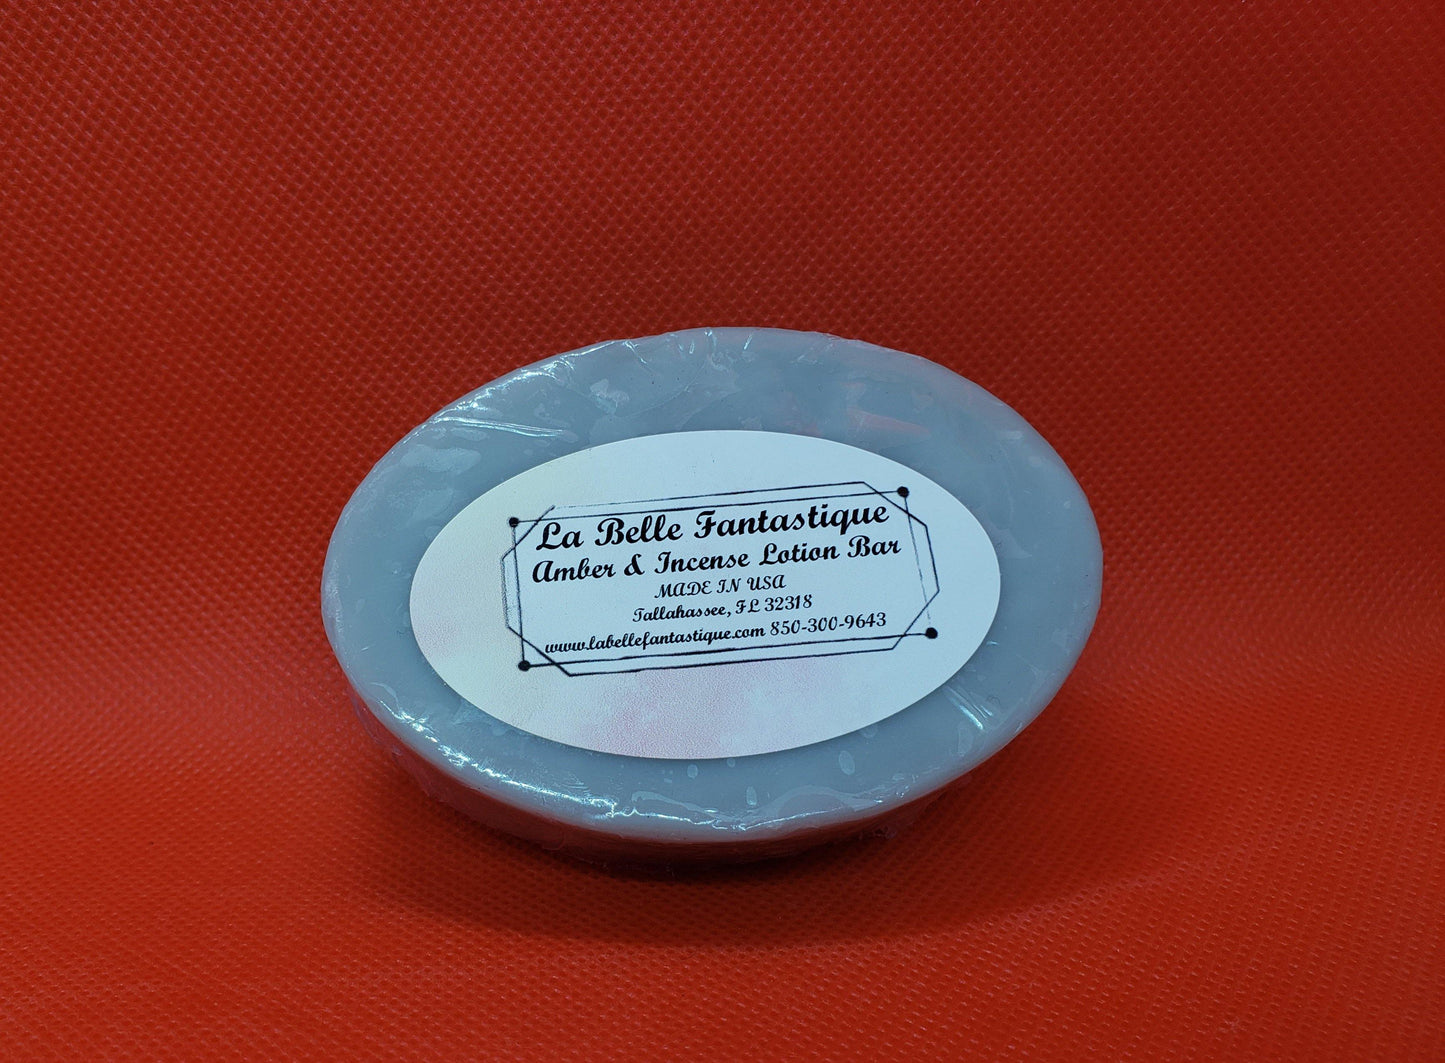 La Belle Fantastique
Amber & Incense Lotion Bar
MADE IN USA
Tallahassee, FL 32318
www.labellefantastique.com 850-300-9643